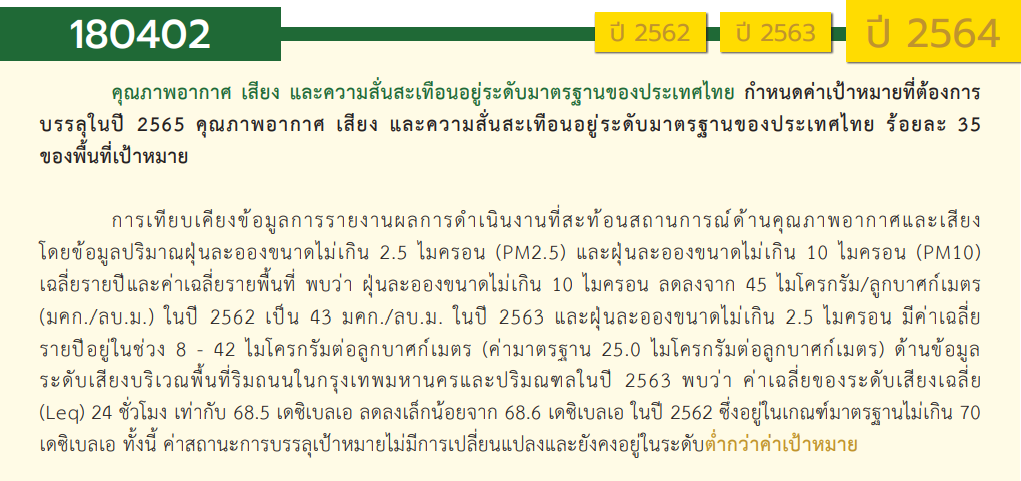 180402 ปี 2562 ปี 2563 ปี 2564
คุณภาพอากาศ เสียง และความสั่นสะเทือนอยู่ระดับมาตรฐานของประเทศไทย กำหนดค่าเป้าหมายที่ต้องการ
บรรลุในปี 2565 คุณภาพอากาศ เสียง และความสั่นสะเทือนอยู่ระดับมาตรฐานของประเทศไทย ร้อยละ 35
ของพื้นที่เป้าหมาย
การเทียบเคียงข้อมูลการรายงานผลการดำเนินงานที่สะท้อนสถานการณ์ด้านคุณภาพอากาศและเสียง
โดยข้อมูลปริมาณฝุ่นละอองขนาดไม่เกิน 2.5 ไมครอน (PM2.5) และฝุ่นละอองขนาดไม่เกิน 10 ไมครอน (PM10)
เฉลี่ยรายปีและค่าเฉลี่ยรายพื้นที่ พบว่า ฝุ่นละอองขนาดไม่เกิน 10 ไมครอน ลดลงจาก 45 ไมโครกรัม/ลูกบาศก์เมตร
(มคก./ลบ.ม.) ในปี 2562 เป็น 43 มคก./ลบ.ม. ในปี 2563 และฝุ่นละอองขนาดไม่เกิน 2.5 ไมครอน มีค่าเฉลี่ย
รายปีอยู่ในช่วง 8 - 42 ไมโครกรัมต่อลูกบาศก์เมตร (ค่ามาตรฐาน 25.0 ไมโครกรัมต่อลูกบาศก์เมตร) ด้านข้อมูล
ระดับเสียงบริเวณพื้นที่ริมถนนในกรุงเทพมหานครและปริมณฑลในปี 2563 พบว่า ค่าเฉลี่ยของระดับเสียงเฉลี่ย
(Leq) 24 ชั่วโมง เท่ากับ 68.5 เดซิเบลเอ ลดลงเล็กน้อยจาก 68.6 เดซิเบลเอ ในปี 2562 ซึ่งอยู่ในเกณฑ์มาตรฐานไม่เกิน 70
เดซิเบลเอ ทั้งนี้ ค่าสถานะการบรรลุเป้าหมายไม่มีการเปลี่ยนแปลงและยังคงอยู่ในระดับต่ำกว่าค่าเป้าหมาย